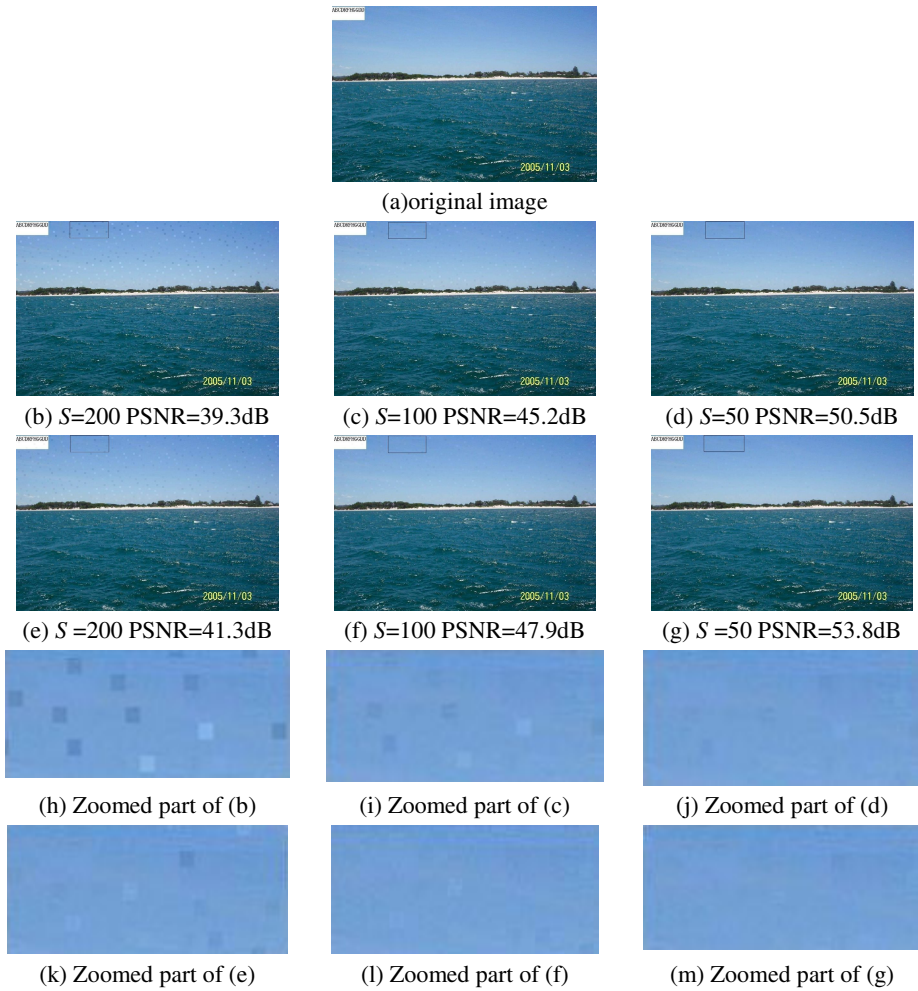 2005/11/03
(a)original image
2005/11/03
2005/11/03
2005/11/03
(b) S=200 PSNR=39.3dB
(c) S=100 PSNR=45.2dB
(d) S=50 PSNR=50.5dB
2005/11/03
2005/11/03
2005/11/03
(e) S =200 PSNR=41.3dB
(f) S=100 PSNR=47.9dB
(g) S =50 PSNR=53.8dB
(h) Zoomed part of (b)
(i) Zoomed part of (c)
(j) Zoomed part of (d)
(k) Zoomed part of (e)
(l) Zoomed part of (f)
(m) Zoomed part of (g)